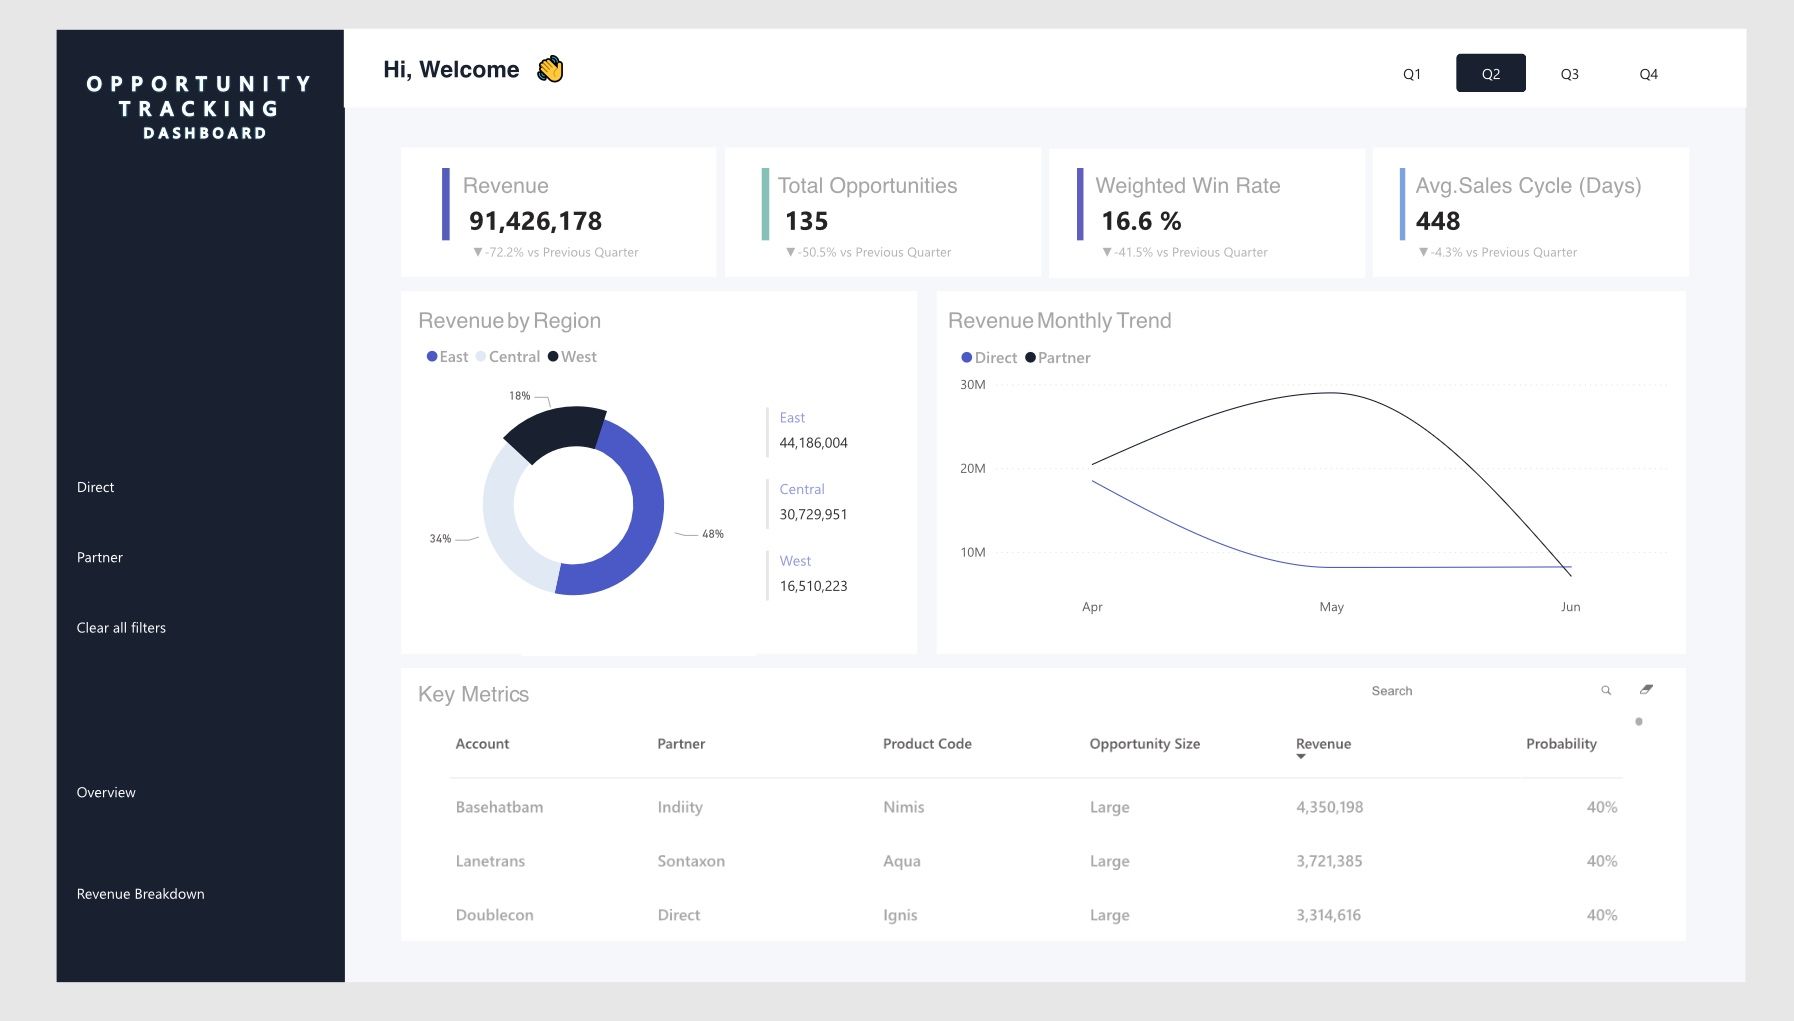 OPPORTUNITY
TRACKING
DASHBOARD
Direct
Partner
Clear all filters
Overview
Revenue Breakdown
Hi, Welcome
Q1 Q2 Q3 Q4
Revenue
91,426,178
▼-72.2% vs Previous Quarter
Total Opportunities
135
▼-50.5% vs Previous Quarter
Weighted Win Rate
16.6 %
▼-41.5% vs Previous Quarter
Avg.Sales Cycle (Days)
448
▼-4.3% vs Previous Quarter
Revenue by Region
East Central West
18%
34%
48%
East
44,186,004
Central
30,729,951
West
16,510,223
Revenue Monthly Trend
Direct Partner
30M
20M
10M
Apr May Jun
Key Metrics
Search
Account Partner Product Code Opportunity Size Revenue Probability
Basehatbam Indiity Nimis Large 4,350,198 40%
Lanetrans Sontaxon Aqua Large 3,721,385 40%
Doublecon Direct Ignis Large 3,314,616 40%